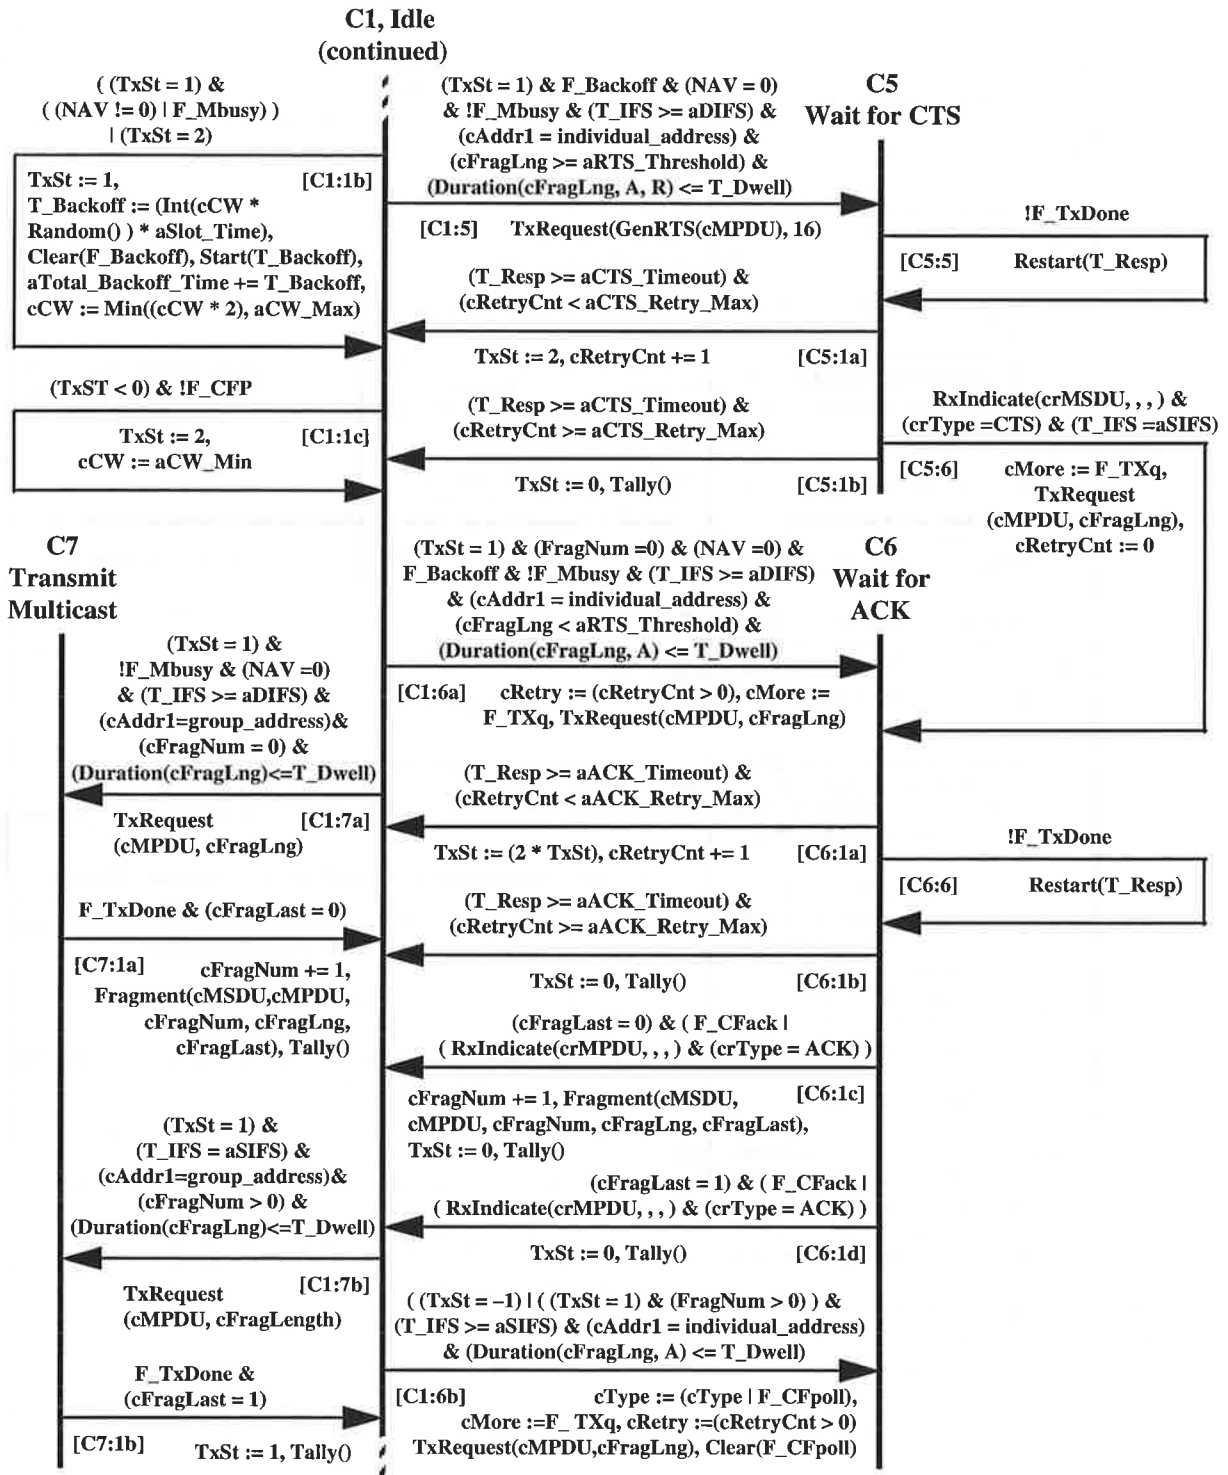 C1, Idle
(continued)
( (TxSt = 1) &
( (NAV != 0) | F_Mbusy) )
| (TxSt = 2)
TxSt := 1, [C1:1b]
T_Backoff := (Int(cCW *
Random() ) * aSlot_Time),
Clear(F_Backoff), Start(T_Backoff),
aTotal_Backoff_Time += T_Backoff,
cCW := Min((cCW * 2), aCW_Max)
(TxST < 0) & !F_CFP
TxSt := 2, [C1:1c]
cCW := aCW_Min
(TxSt = 1) & F_Backoff & (NAV = 0)
& !F_Mbusy & (T_IFS >= aDIFS) &
(cAddr1 = individual_address) &
(cFragLng >= aRTS_Threshold) &
(Duration(cFragLng, A, R) <= T_Dwell)
[C1:5] TxRequest(GenRTS(cMPDU), 16)
C5
Wait for CTS
!F_TxDone
[C5:5] Restart(T_Resp)
(T_Resp >= aCTS_Timeout) &
(cRetryCnt < aCTS_Retry_Max)
TxSt := 2, cRetryCnt += 1 [C5:1a]
(T_Resp >= aCTS_Timeout) &
(cRetryCnt >= aCTS_Retry_Max)
TxSt := 0, Tally() [C5:1b]
RxIndicate(crMSDU, , , ) &
(crType =CTS) & (T_IFS =aSIFS)
[C5:6] cMore := F_TXq,
TxRequest
(cMPDU, cFragLng),
cRetryCnt := 0
C7
Transmit
Multicast
(TxSt = 1) &
!F_Mbusy & (NAV =0)
& (T_IFS >= aDIFS) &
(cAddr1=group_address)&
(cFragNum = 0) &
(Duration(cFragLng)<=T_Dwell)
TxRequest [C1:7a]
(cMPDU, cFragLng)
F_TxDone & (cFragLast = 0)
[C7:1a] cFragNum += 1,
Fragment(cMSDU,cMPDU,
cFragNum, cFragLng,
cFragLast), Tally()
(TxSt = 1) &
(T_IFS = aSIFS) &
(cAddr1=group_address)&
(cFragNum > 0) &
(Duration(cFragLng)<=T_Dwell)
TxRequest [C1:7b]
(cMPDU, cFragLength)
F_TxDone &
(cFragLast = 1)
[C7:1b] TxSt := 1, Tally()
(TxSt = 1) & (FragNum =0) & (NAV =0) &
F_Backoff & !F_Mbusy & (T_IFS >= aDIFS)
& (cAddr1 = individual_address) &
(cFragLng < aRTS_Threshold) &
(Duration(cFragLng, A) <= T_Dwell)
[C1:6a] cRetry := (cRetryCnt > 0), cMore :=
F_TXq, TxRequest(cMPDU, cFragLng)
C6
Wait for
ACK
(T_Resp >= aACK_Timeout) &
(cRetryCnt < aACK_Retry_Max)
TxSt := (2 * TxSt), cRetryCnt += 1 [C6:1a]
!F_TxDone
[C6:6] Restart(T_Resp)
(T_Resp >= aACK_Timeout) &
(cRetryCnt >= aACK_Retry_Max)
TxSt := 0, Tally() [C6:1b]
(cFragLast = 0) & ( F_CFack |
( RxIndicate(crMPDU, , , ) & (crType = ACK) )
cFragNum += 1, Fragment(cMSDU, [C6:1c]
cMPDU, cFragNum, cFragLng, cFragLast),
TxSt := 0, Tally()
(cFragLast = 1) & ( F_CFack |
( RxIndicate(crMPDU, , , ) & (crType = ACK) )
TxSt := 0, Tally() [C6:1d]
( (TxSt = –1) | ( (TxSt = 1) & (FragNum > 0) ) &
(T_IFS >= aSIFS) & (cAddr1 = individual_address)
& (Duration(cFragLng, A) <= T_Dwell)
[C1:6b] cType := (cType | F_CFpoll),
cMore :=F_ TXq, cRetry :=(cRetryCnt > 0)
TxRequest(cMPDU,cFragLng), Clear(F_CFpoll)